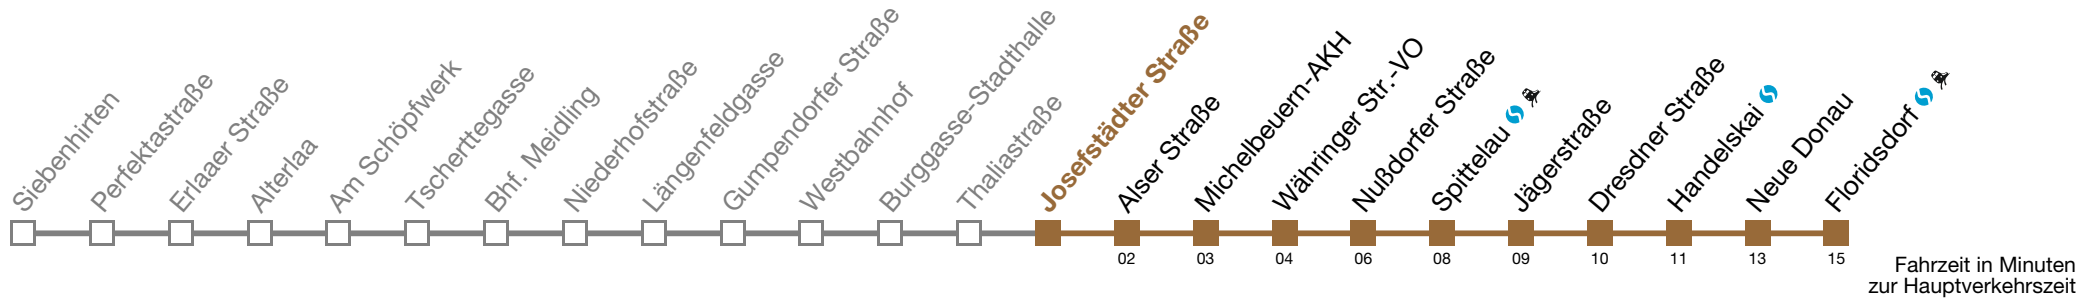 Siebenhirten
Perfektastraße
Erlaaer Straße
Alterlaa
Am Schöpfwerk
Tscherttegasse
Bhf. Meidling
Niederhofstraße
Längenfeldgasse
Gumpendorfer Straße
Westbahnhof
Burggasse-Stadthalle
Thaliastraße
Josefstädter Straße
Alser Straße
Michelbeuern-AKH
Währinger Str.-VO
Nußdorfer Straße
Spittelau
Jägerstraße
Dresdner Straße
Handelskai
Neue Donau
Floridsdorf
02 03 04 06 08 09 10 11 13 15
Fahrzeit in Minuten
zur Hauptverkehrszeit